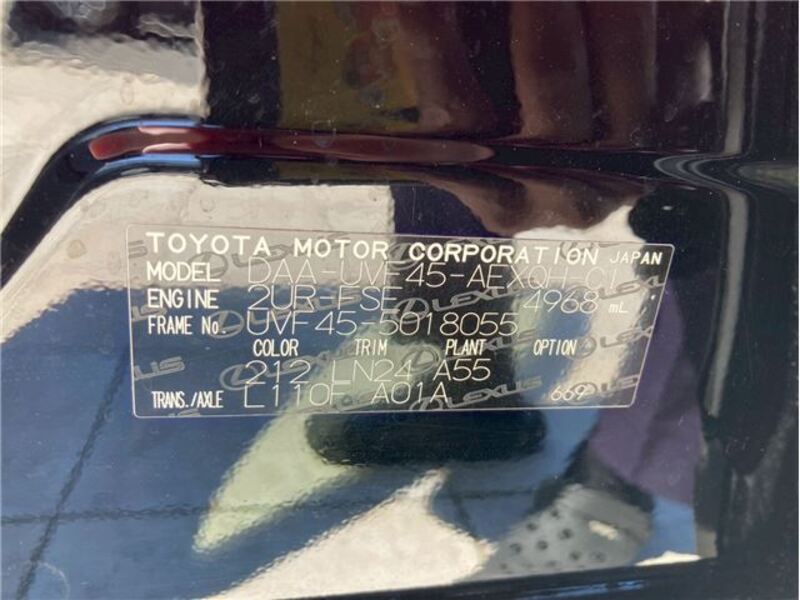 TOYOTA MOTOR CORPORATION JAPAN
MODEL DAA-UVF45-AEXQH-C1
ENGINE 2UR-FSE 4968 mL
FRAME No. UVF45-5018055
COLOR TRIM PLANT OPTION
212 LN24 A55
TRANS./AXLE L110F A01A 669